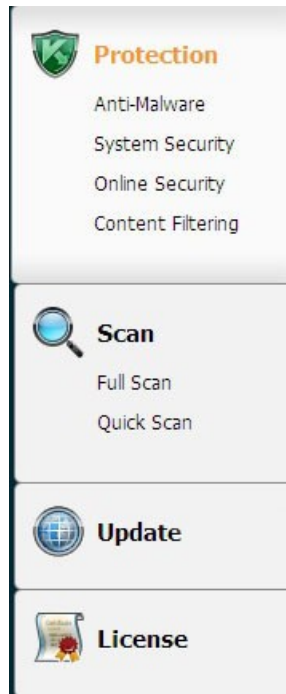 Protection
Anti-Malware
System Security
Online Security
Content Filtering
Scan
Full Scan
Quick Scan
Update
License